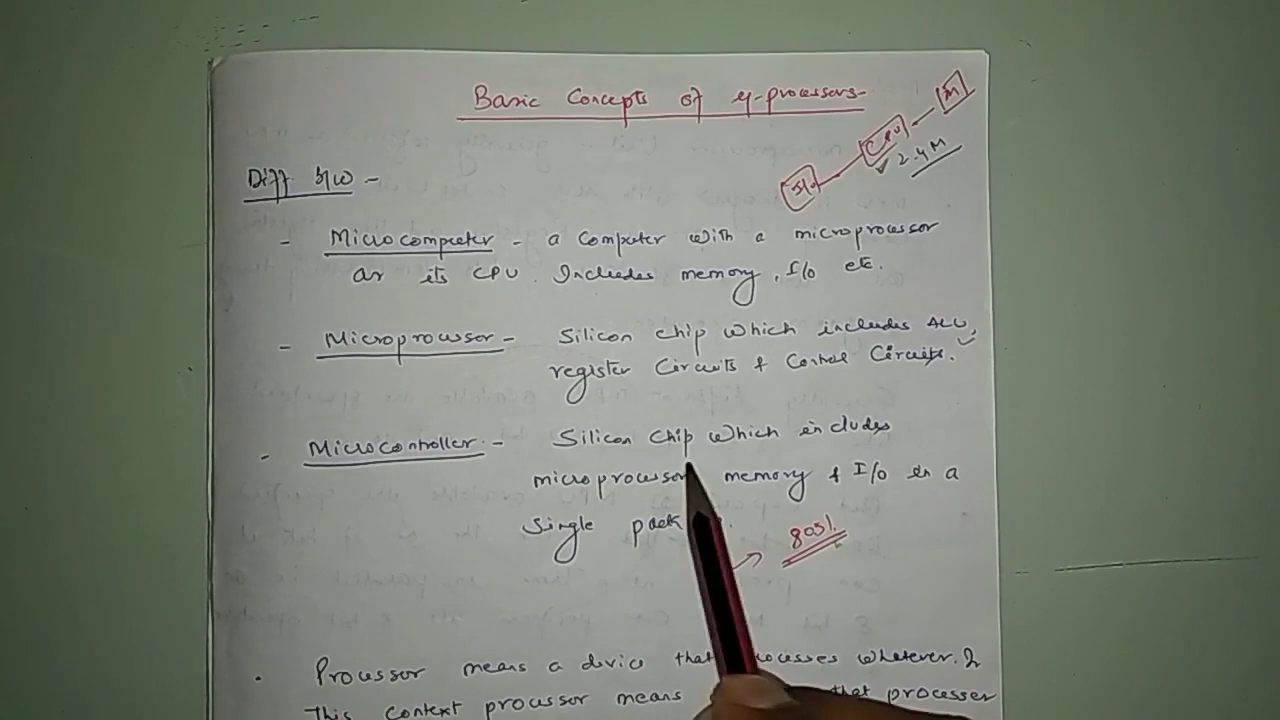 Basic Concepts of μ-processors-
M
CPU
2.4M
I/o
Diff b/w -
- Microcomputer - a Computer with a microprocessor
as its CPU. Includes memory, I/o etc.
- Microprocessor - Silicon chip which includes ALU,
register Circuits & Control Circuits.
- Microcontroller - Silicon chip which includes
microprocessor memory & I/o in a
Single
8051.
. Processor means a device that processes whatever. In
This context processor means that processes